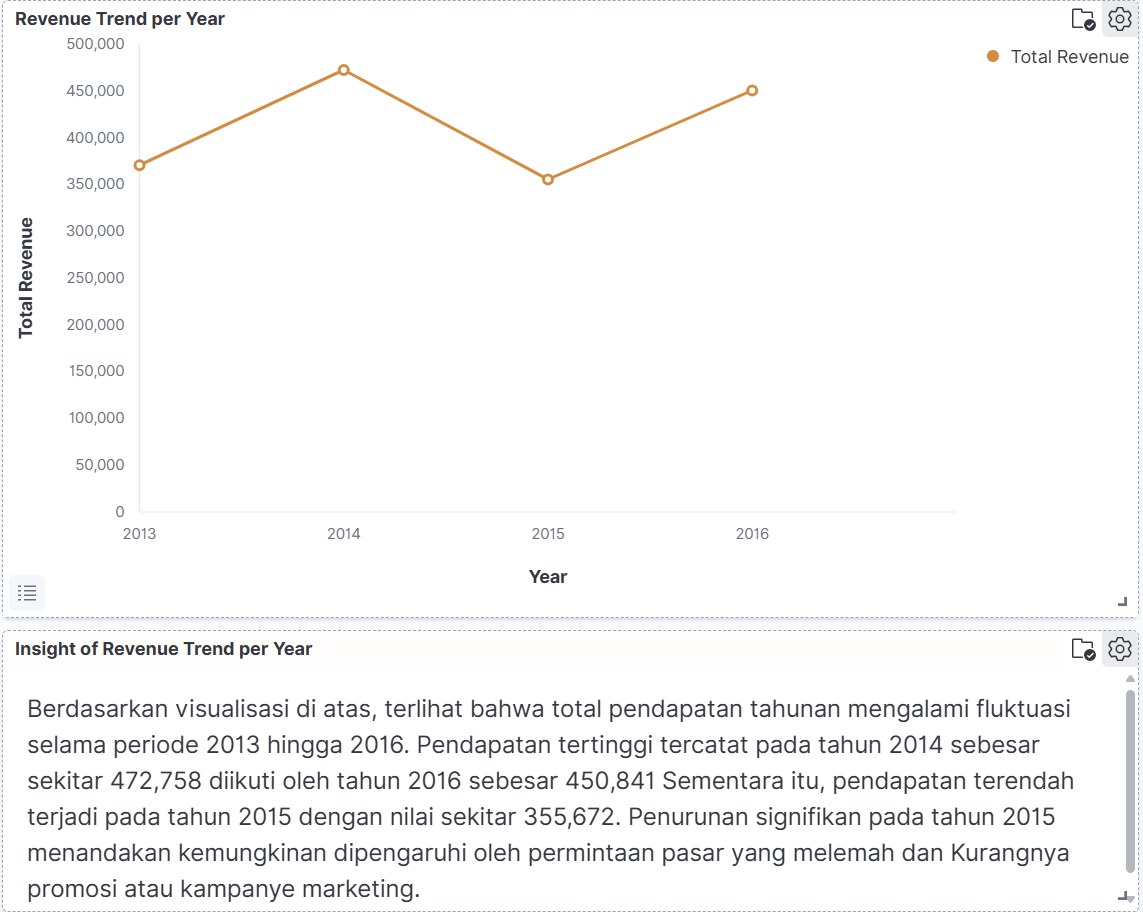 Revenue Trend per Year
500,000
450,000
400,000
350,000
300,000
250,000
200,000
150,000
100,000
50,000
0
Total Revenue
2013 2014 2015 2016
Year
Total Revenue
Insight of Revenue Trend per Year
Berdasarkan visualisasi di atas, terlihat bahwa total pendapatan tahunan mengalami fluktuasi
selama periode 2013 hingga 2016. Pendapatan tertinggi tercatat pada tahun 2014 sebesar
sekitar 472,758 diikuti oleh tahun 2016 sebesar 450,841 Sementara itu, pendapatan terendah
terjadi pada tahun 2015 dengan nilai sekitar 355,672. Penurunan signifikan pada tahun 2015
menandakan kemungkinan dipengaruhi oleh permintaan pasar yang melemah dan Kurangnya
promosi atau kampanye marketing.